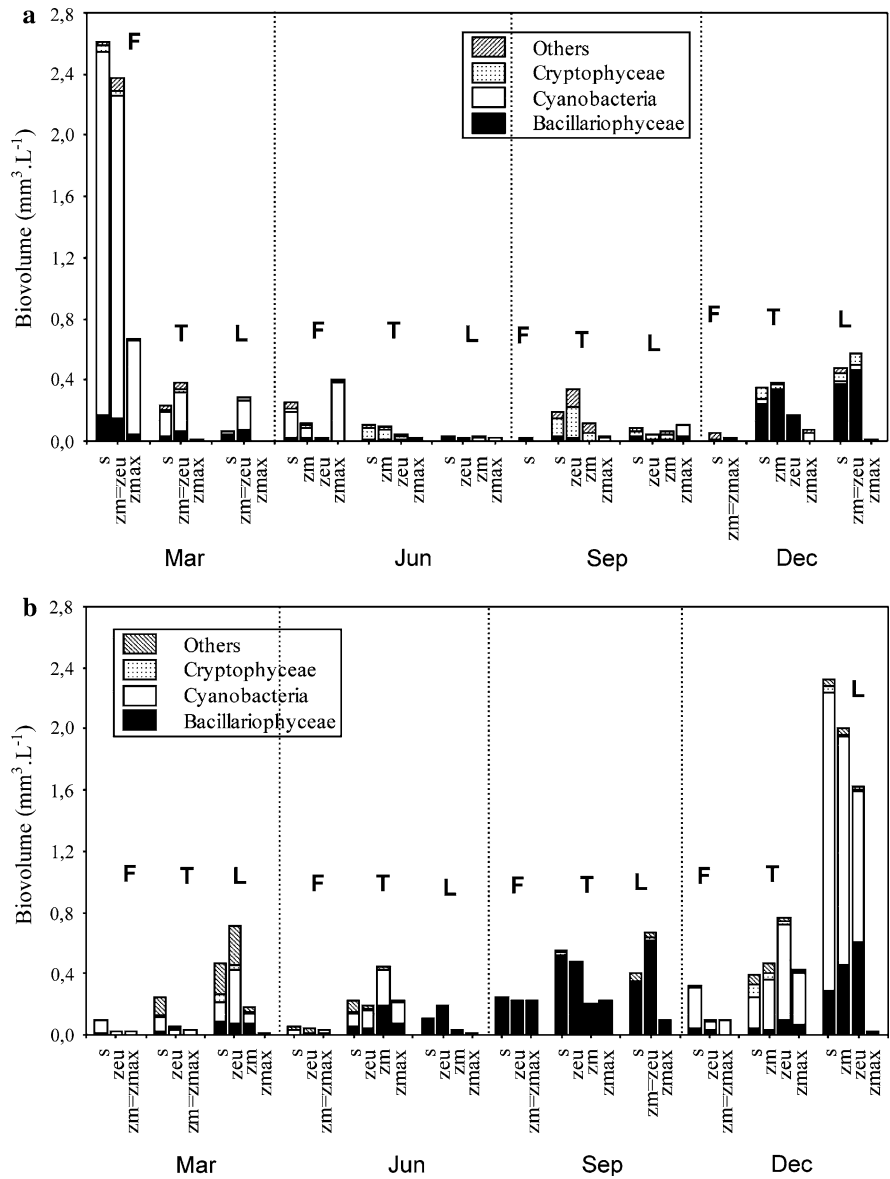 a
2,8
2,4
2,0
1,6
1,2
0,8
0,4
0,0
Biovolume (mm³.L⁻¹)
Others
Cryptophyceae
Cyanobacteria
Bacillariophyceae
F
T
L
F
T
L
F
T
L
F
T
L
s
zm=zeu
zmax
s
zm=zeu
zmax
s
zm=zeu
zmax
s
zm
zeu
zmax
s
zm
zeu
zmax
s
zeu
zm
zmax
s
s
zeu
zm
zmax
s
zeu
zm
zmax
s
zm=zmax
s
zm
zeu
zmax
s
zm=zeu
zmax
Mar Jun Sep Dec
b
2,8
2,4
2,0
1,6
1,2
0,8
0,4
0,0
Biovolume (mm³.L⁻¹)
Others
Cryptophyceae
Cyanobacteria
Bacillariophyceae
F
T
L
F
T
L
F
T
L
F
T
L
s
zeu
zm=zmax
s
zeu
zm=zmax
s
zeu
zm
zmax
s
zeu
zm=zmax
s
zeu
zm
zmax
s
zeu
zm
zmax
s
zeu
zm=zmax
s
zeu
zm
zmax
s
zm=zeu
zmax
s
zeu
zm=zmax
s
zm
zeu
zmax
s
zm
zeu
zmax
Mar Jun Sep Dec